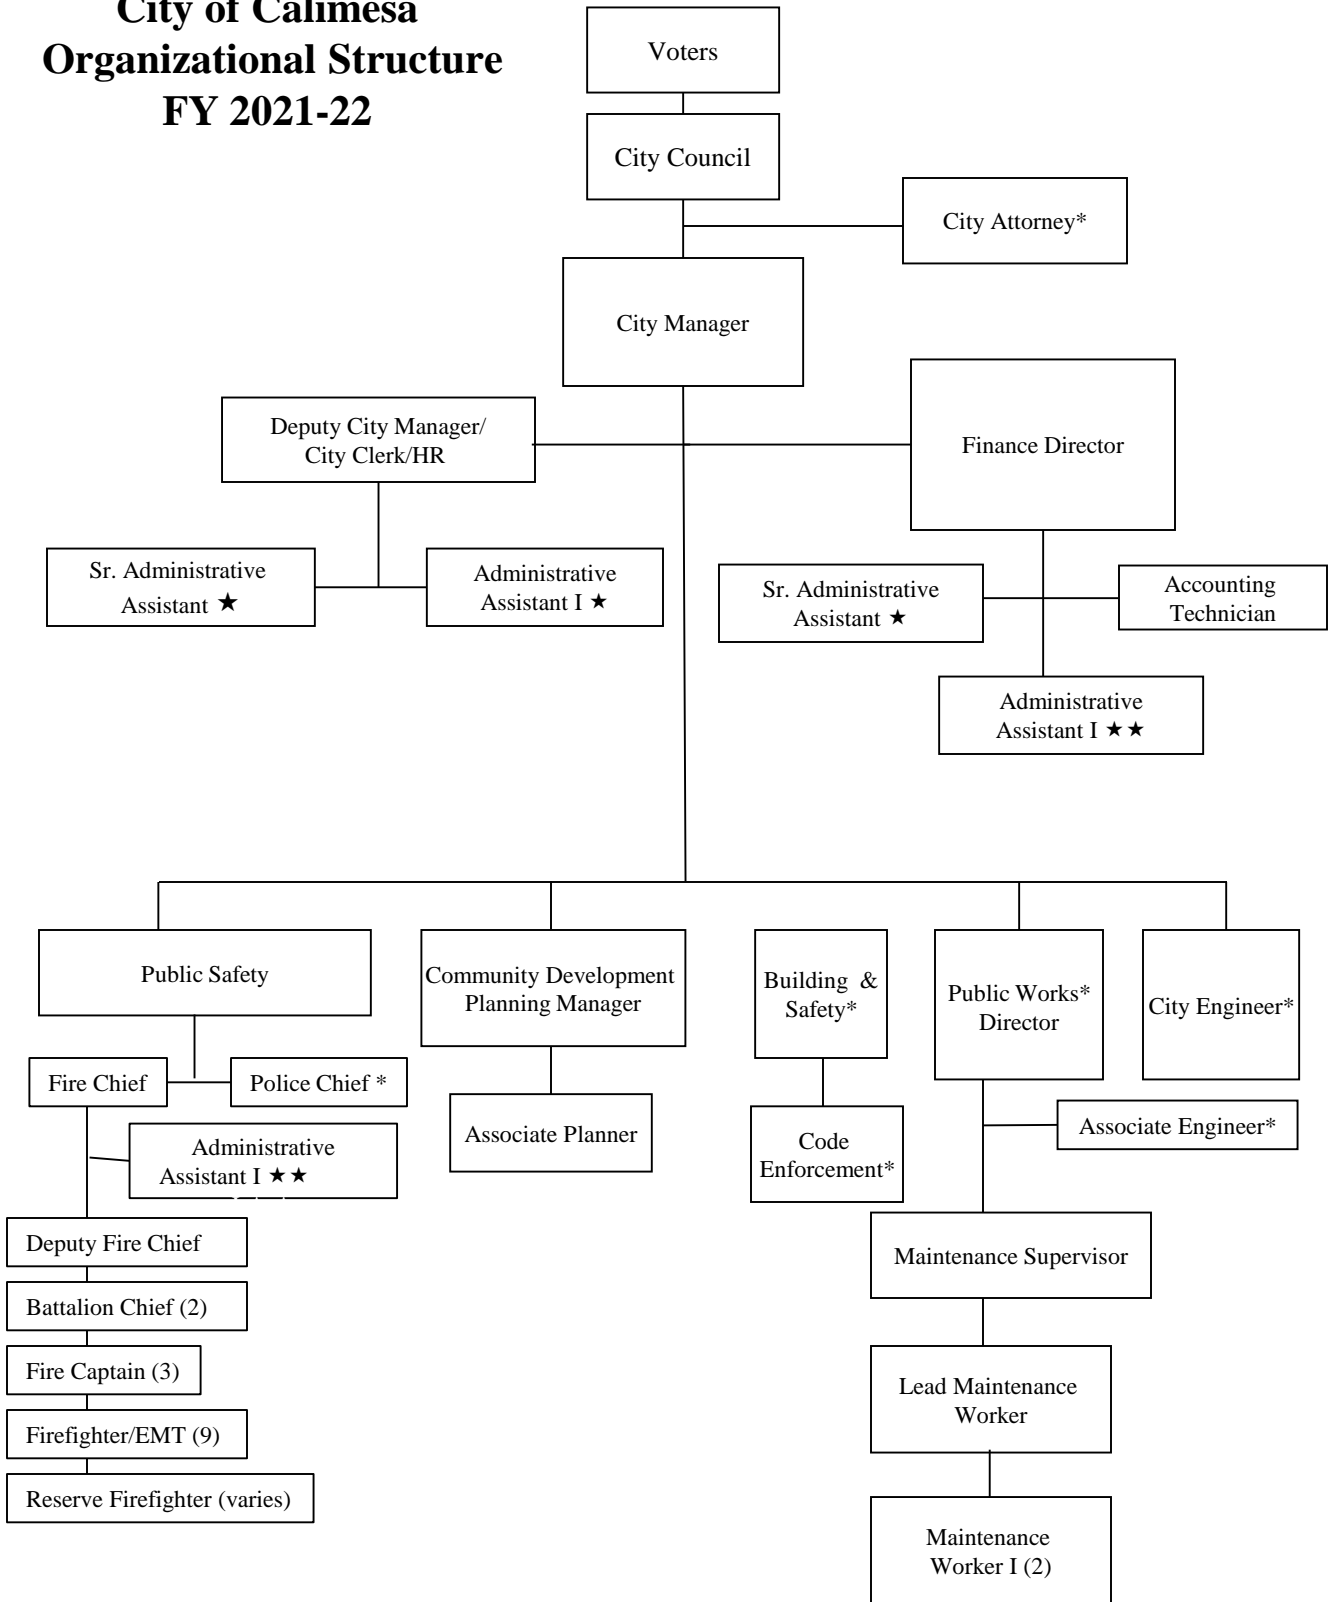 City of Calimesa
Organizational Structure
FY 2021-22
Voters
City Council
City Attorney*
City Manager
Deputy City Manager/
City Clerk/HR
Finance Director
Sr. Administrative
Assistant ★
Administrative
Assistant I ★
Sr. Administrative
Assistant ★
Accounting
Technician
Administrative
Assistant I ★★
Public Safety
Community Development
Planning Manager
Building & 
Safety*
Public Works*
Director
City Engineer*
Fire Chief
Police Chief *
Administrative
Assistant I ★★
Associate Planner
Code
Enforcement*
Associate Engineer*
Deputy Fire Chief
Battalion Chief (2)
Fire Captain (3)
Firefighter/EMT (9)
Reserve Firefighter (varies)
Maintenance Supervisor
Lead Maintenance
Worker
Maintenance
Worker I (2)